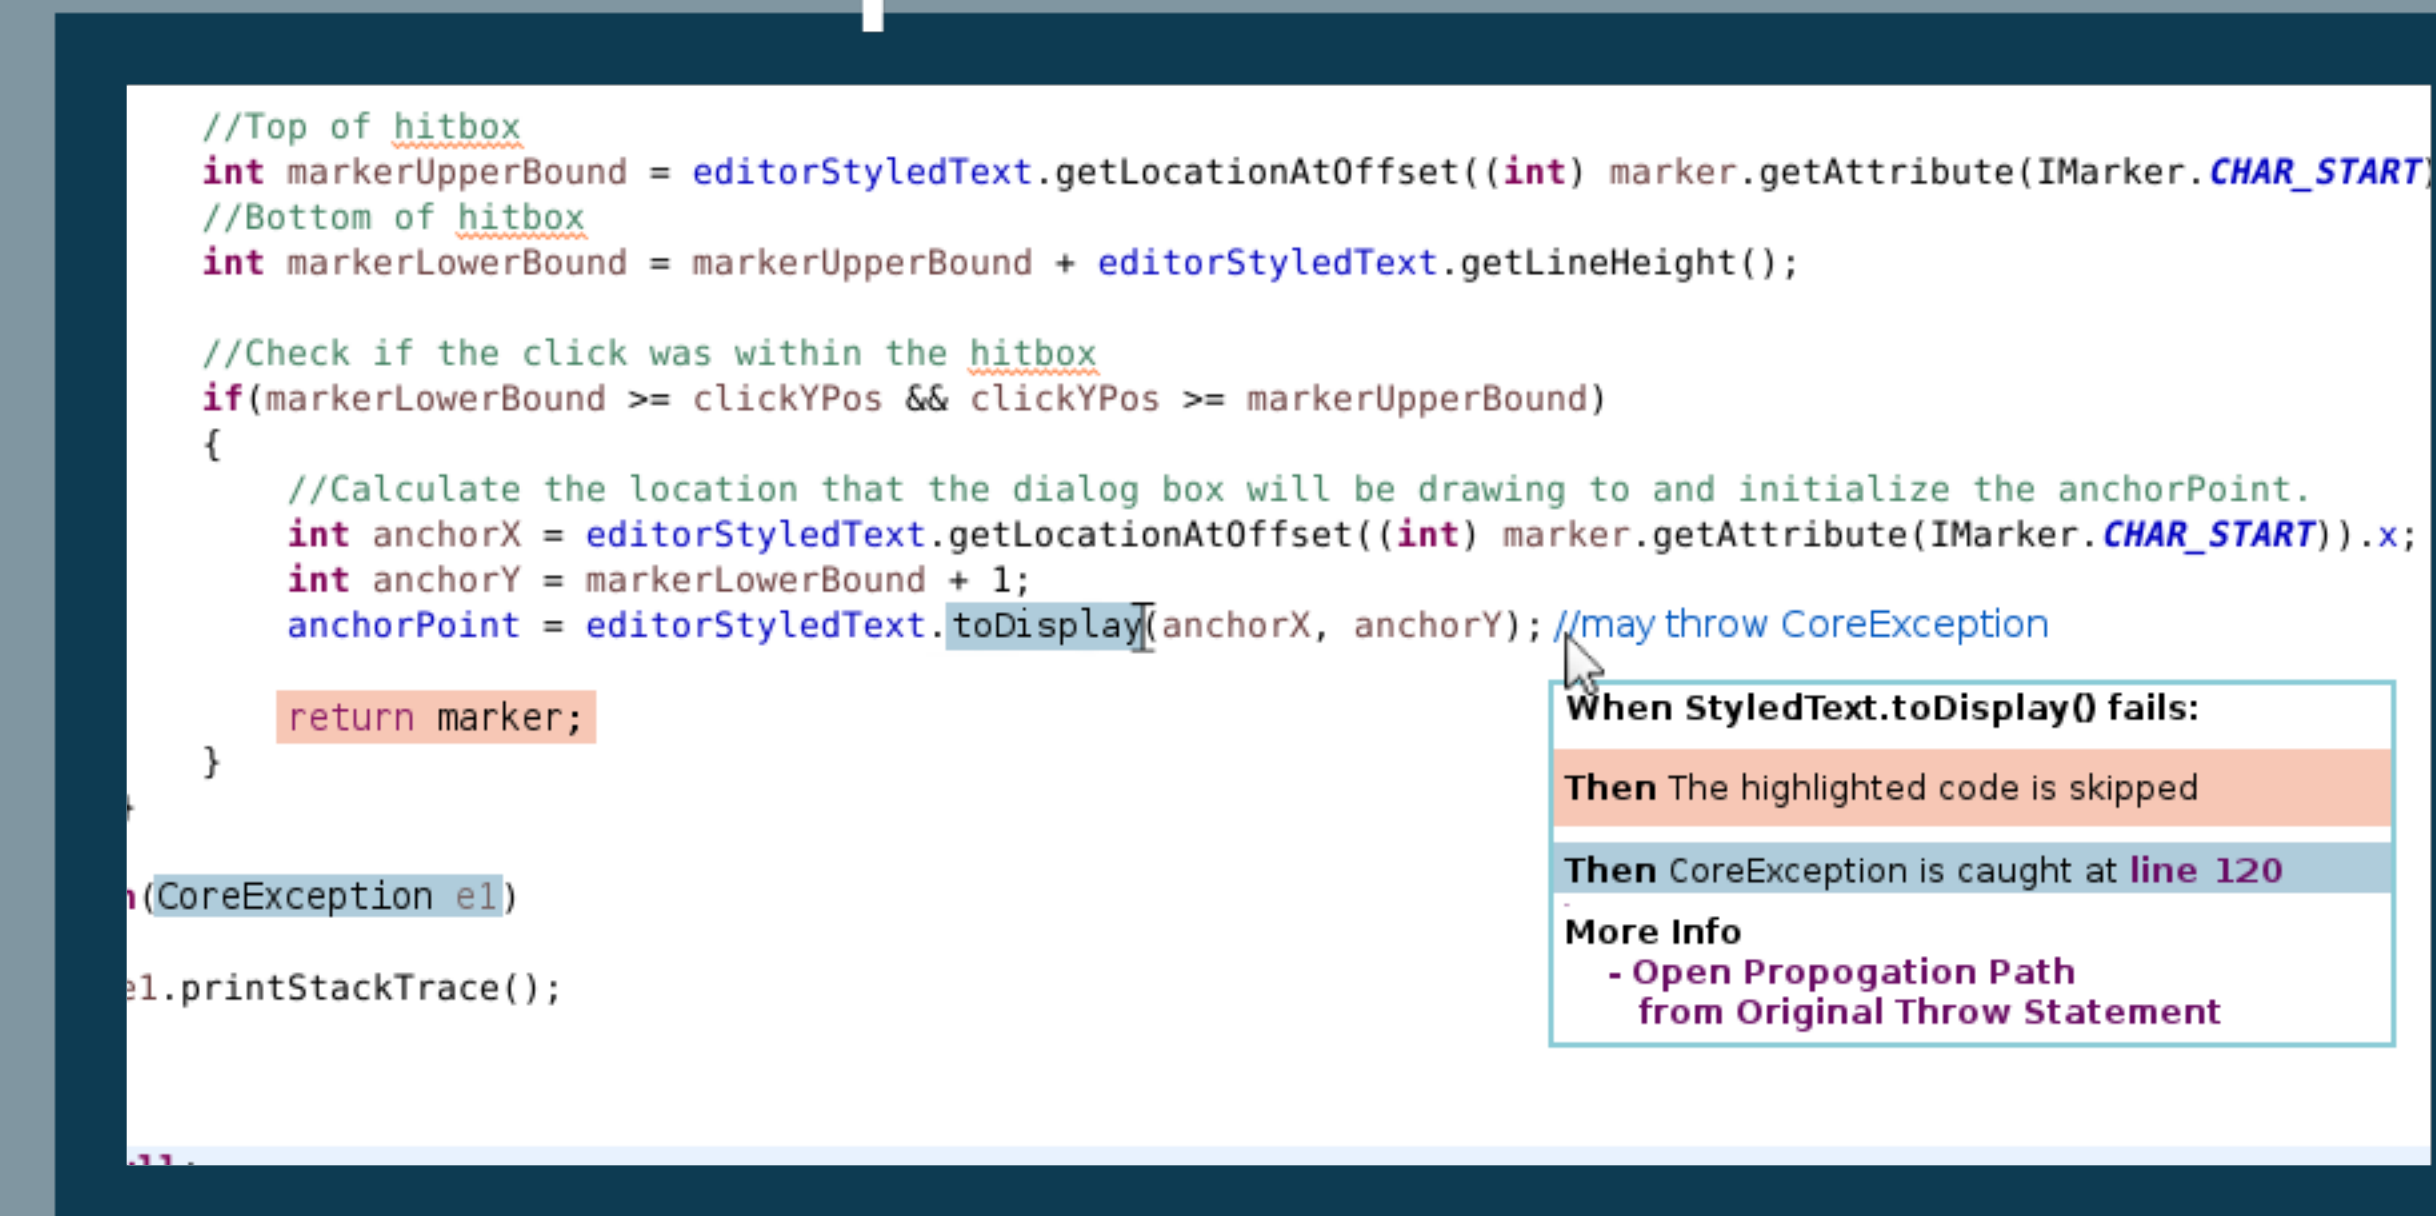 //Top of hitbox
int markerUpperBound = editorStyledText.getLocationAtOffset((int) marker.getAttribute(IMarker.CHAR_START)
//Bottom of hitbox
int markerLowerBound = markerUpperBound + editorStyledText.getLineHeight();
//Check if the click was within the hitbox
if(markerLowerBound >= clickYPos && clickYPos >= markerUpperBound)
{
//Calculate the location that the dialog box will be drawing to and initialize the anchorPoint.
int anchorX = editorStyledText.getLocationAtOffset((int) marker.getAttribute(IMarker.CHAR_START)).x;
int anchorY = markerLowerBound + 1;
anchorPoint = editorStyledText.toDisplay(anchorX, anchorY); //may throw CoreException
return marker;
}
(CoreException e1)
e1.printStackTrace();
When StyledText.toDisplay() fails:
Then The highlighted code is skipped
Then CoreException is caught at line 120
More Info
- Open Propogation Path
from Original Throw Statement